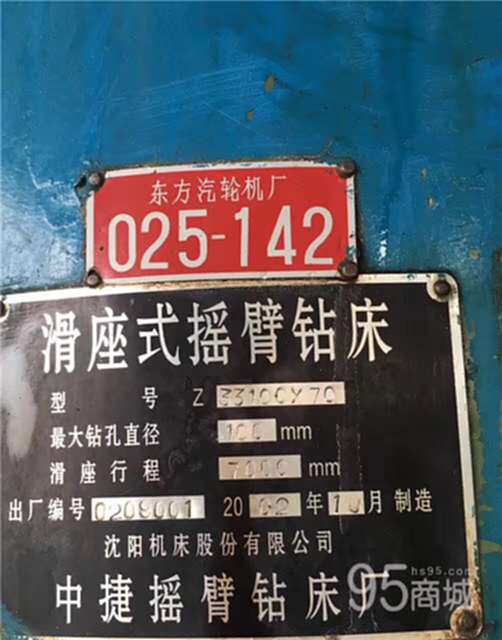 东方汽轮机厂
025-142
滑座式摇臂钻床
型 号 Z 33100Y70
最大钻孔直径 100 mm
滑座行程 7000 mm
出厂编号 0209001 2002年10月制造
沈阳机床股份有限公司
中捷摇臂钻床厂
hs95.com
95商城